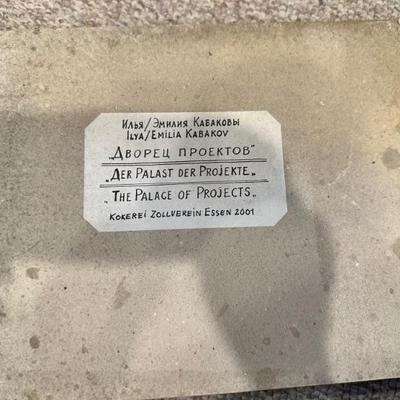 Илья/Эмилия Кабаковы
Ilya/Emilia Kabakov
„Дворец проектов"
„Der Palast der Projekte„
„The Palace of Projects„
Kokerei Zollverein Essen 2001